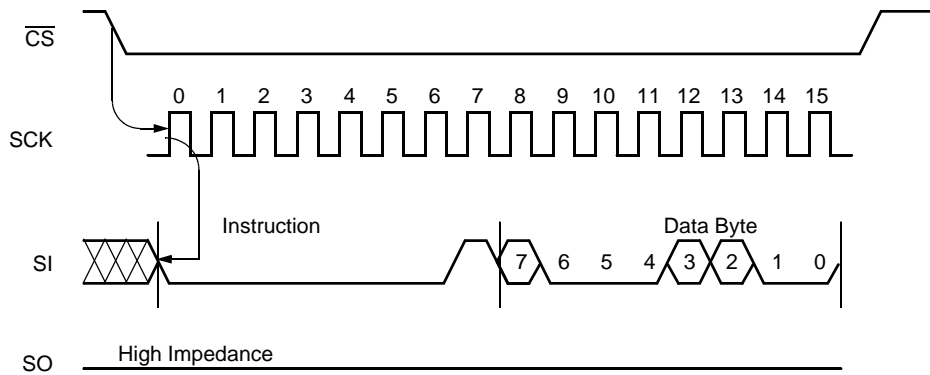 CS
0 1 2 3 4 5 6 7 8 9 10 11 12 13 14 15
SCK
Instruction
Data Byte
SI
7 6 5 4 3 2 1 0
High Impedance
SO